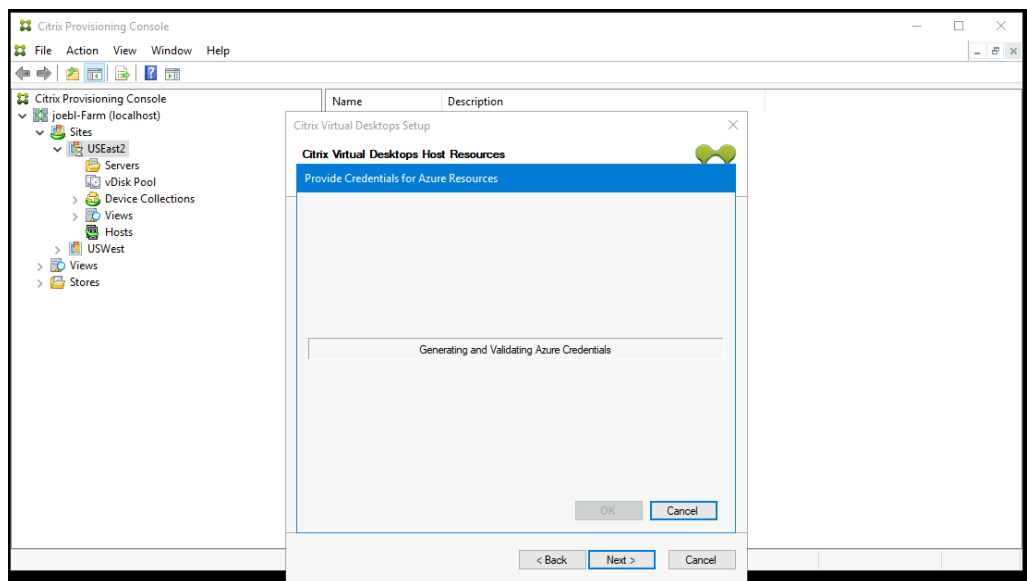 Citrix Provisioning Console
File Action View Window Help
Citrix Provisioning Console
joebl-Farm (localhost)
Sites
USEast2
Servers
vDisk Pool
Device Collections
Views
Hosts
USWest
Views
Stores
Name Description
Citrix Virtual Desktops Setup
Citrix Virtual Desktops Host Resources
Provide Credentials for Azure Resources
Generating and Validating Azure Credentials
OK Cancel
< Back Next > Cancel